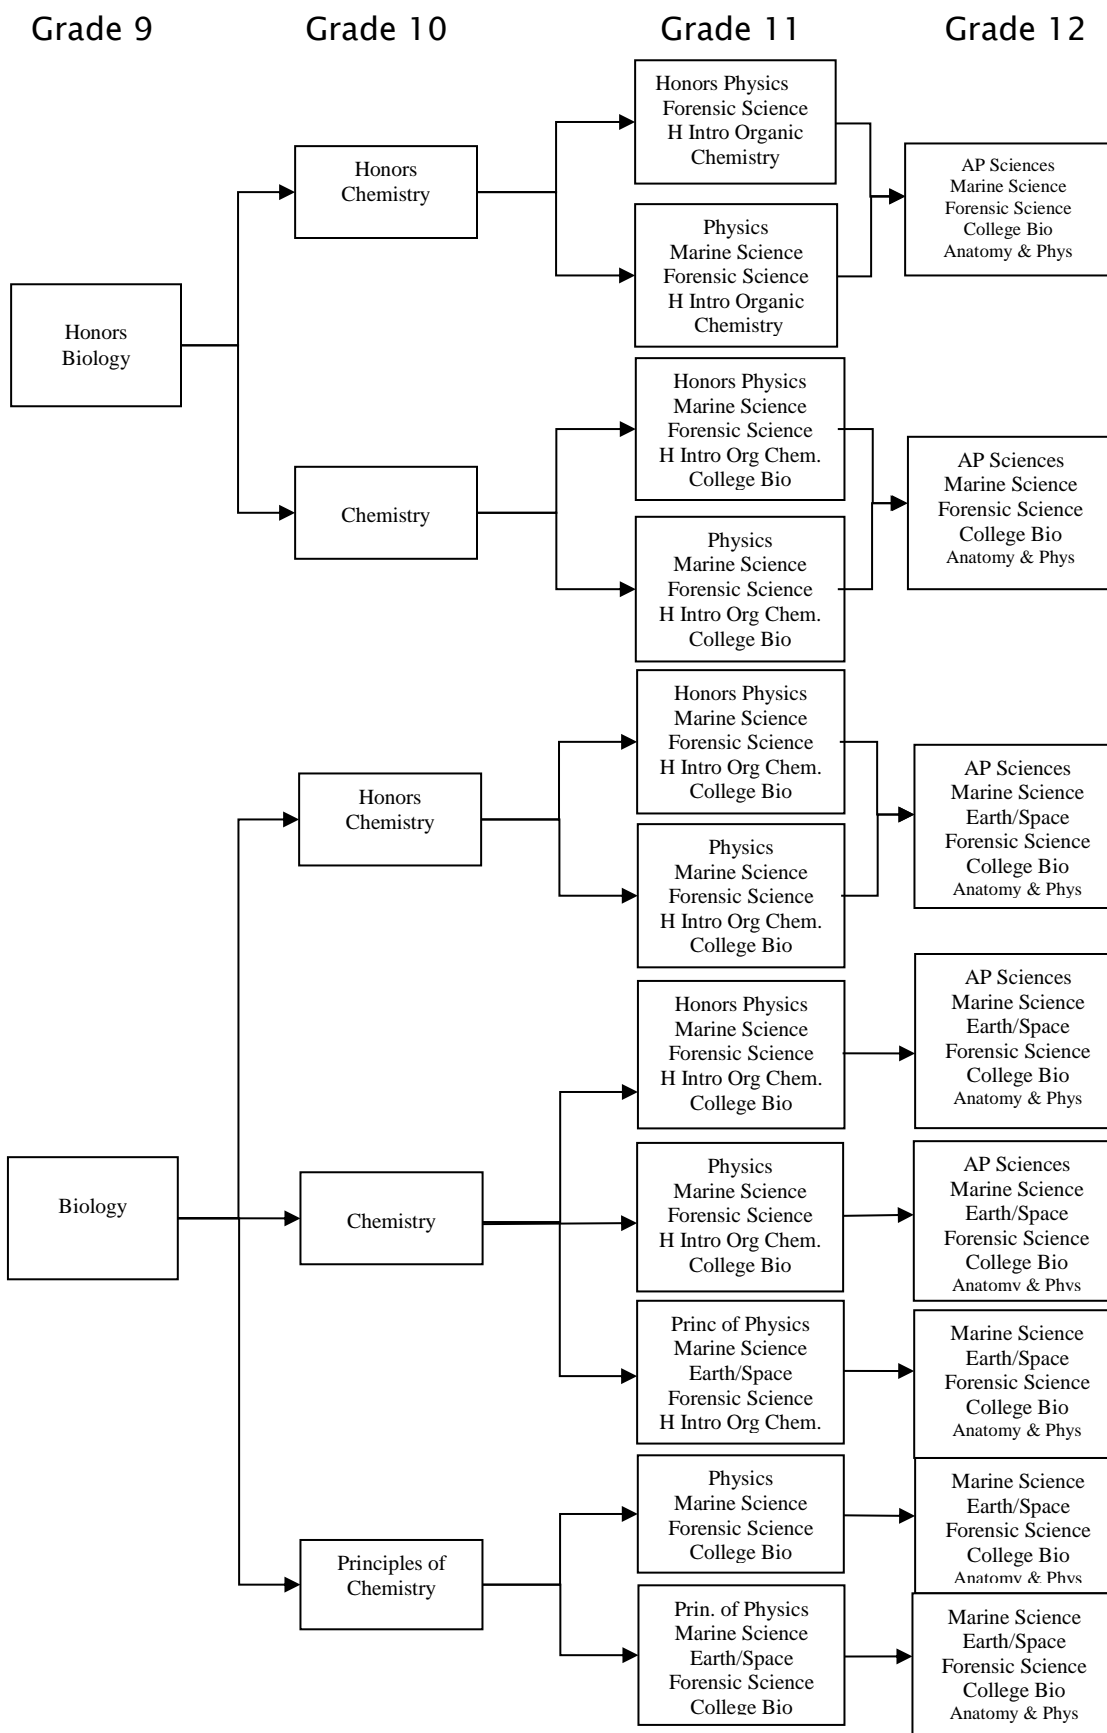 Grade 9 Grade 10 Grade 11 Grade 12
Honors
Biology
Biology
Honors
Chemistry
Chemistry
Honors
Chemistry
Chemistry
Principles of
Chemistry
Honors Physics
Forensic Science
H Intro Organic
Chemistry
Physics
Marine Science
Forensic Science
H Intro Organic
Chemistry
Honors Physics
Marine Science
Forensic Science
H Intro Org Chem.
College Bio
Physics
Marine Science
Forensic Science
H Intro Org Chem.
College Bio
Honors Physics
Marine Science
Forensic Science
H Intro Org Chem.
College Bio
Physics
Marine Science
Forensic Science
H Intro Org Chem.
College Bio
Honors Physics
Marine Science
Forensic Science
H Intro Org Chem.
College Bio
Physics
Marine Science
Forensic Science
H Intro Org Chem.
College Bio
Princ of Physics
Marine Science
Earth/Space
Forensic Science
H Intro Org Chem.
Physics
Marine Science
Forensic Science
College Bio
Prin. of Physics
Marine Science
Earth/Space
Forensic Science
College Bio
AP Sciences
Marine Science
Forensic Science
College Bio
Anatomy & Phys
AP Sciences
Marine Science
Forensic Science
College Bio
Anatomy & Phys
AP Sciences
Marine Science
Earth/Space
Forensic Science
College Bio
Anatomy & Phys
AP Sciences
Marine Science
Earth/Space
Forensic Science
College Bio
Anatomy & Phys
AP Sciences
Marine Science
Earth/Space
Forensic Science
College Bio
Anatomy & Phys
Marine Science
Earth/Space
Forensic Science
College Bio
Anatomy & Phys
Marine Science
Earth/Space
Forensic Science
College Bio
Anatomy & Phys
Marine Science
Earth/Space
Forensic Science
College Bio
Anatomy & Phys